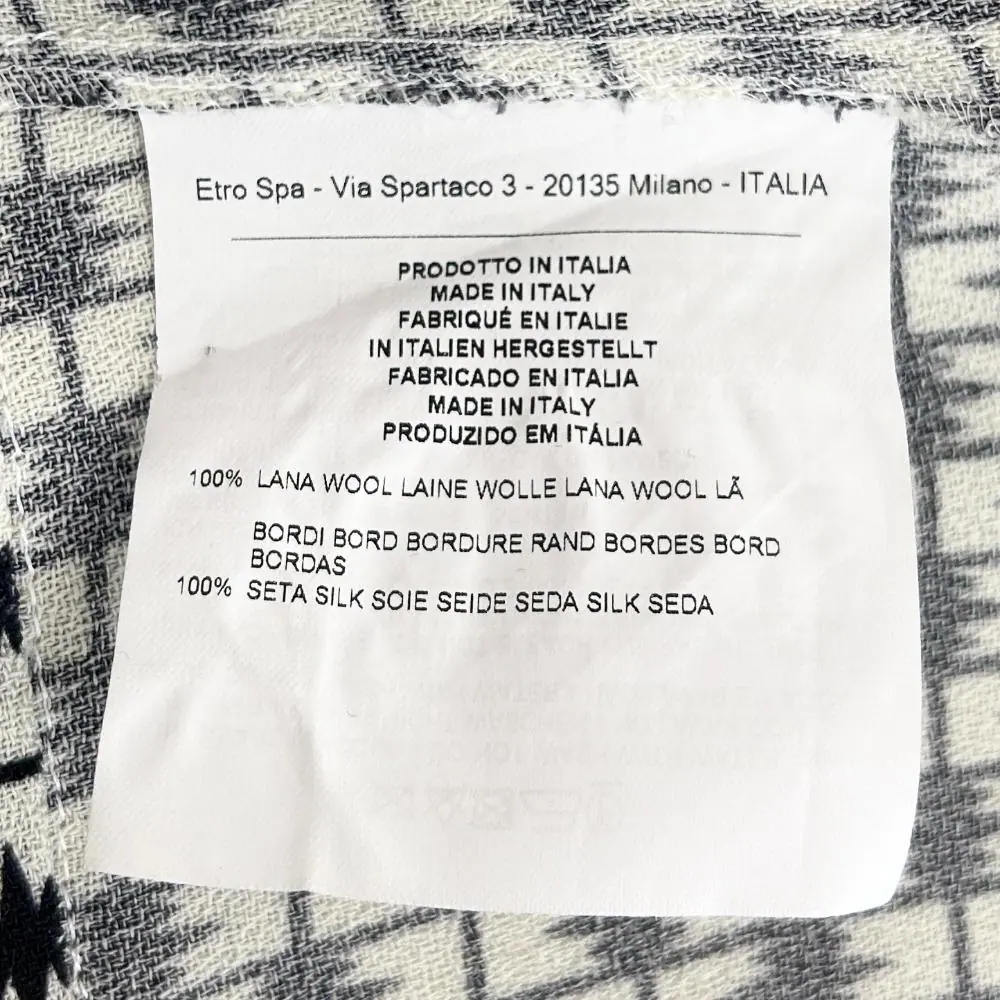 Etro Spa - Via Spartaco 3 - 20135 Milano - ITALIA
PRODOTTO IN ITALIA
MADE IN ITALY
FABRIQUÉ EN ITALIE
IN ITALIEN HERGESTELLT
FABRICADO EN ITALIA
MADE IN ITALY
PRODUZIDO EM ITÁLIA
100% LANA WOOL LAINE WOLLE LANA WOOL LÃ
BORDI BORD BORDURE RAND BORDES BORD
BORDAS
100% SETA SILK SOIE SEIDE SEDA SILK SEDA